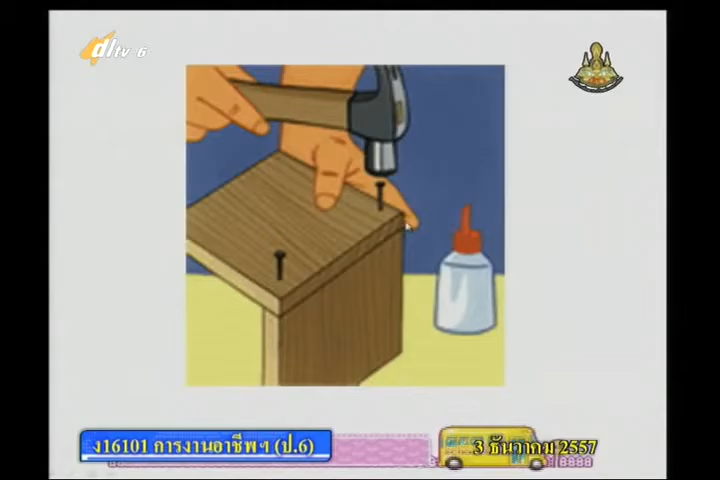 dltv-6
ง16101 การงานอาชีพฯ (ป.6)
3 ธันวาคม 2557